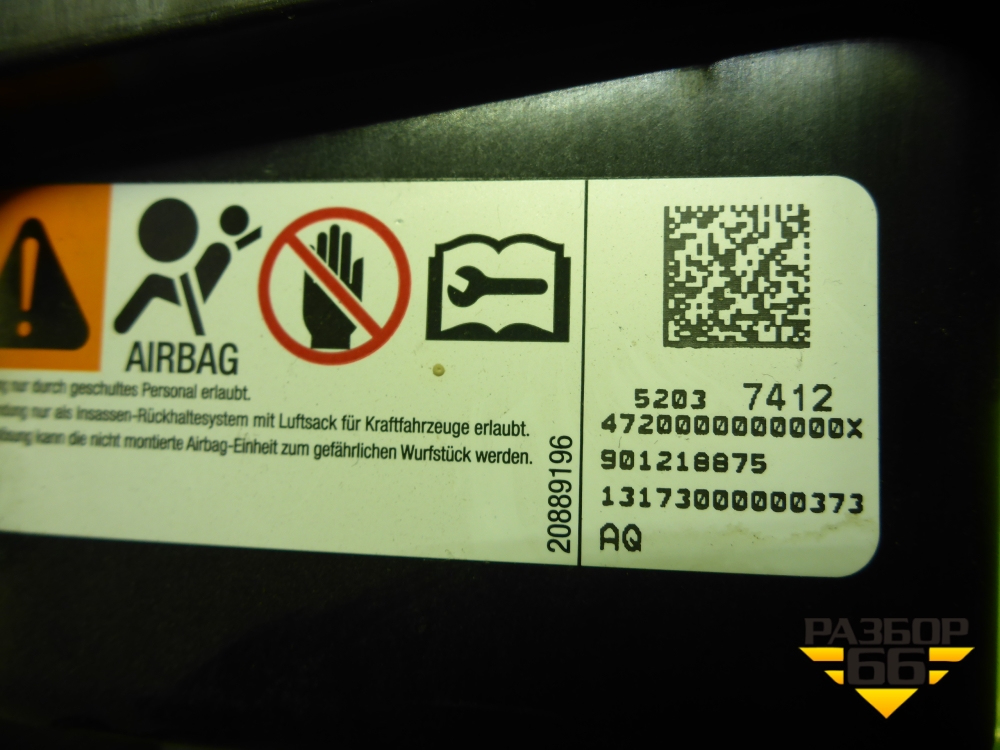 AIRBAG
nur durch geschultes Personal erlaubt.
nur als Insassen-Rückhaltesystem mit Luftsack für Kraftfahrzeuge erlaubt.
kann die nicht montierte Airbag-Einheit zum gefährlichen Wurfstück werden.
20889196
5203 7412
4720000000000X
901218875
13173000000373
AQ
РАЗБОР
66